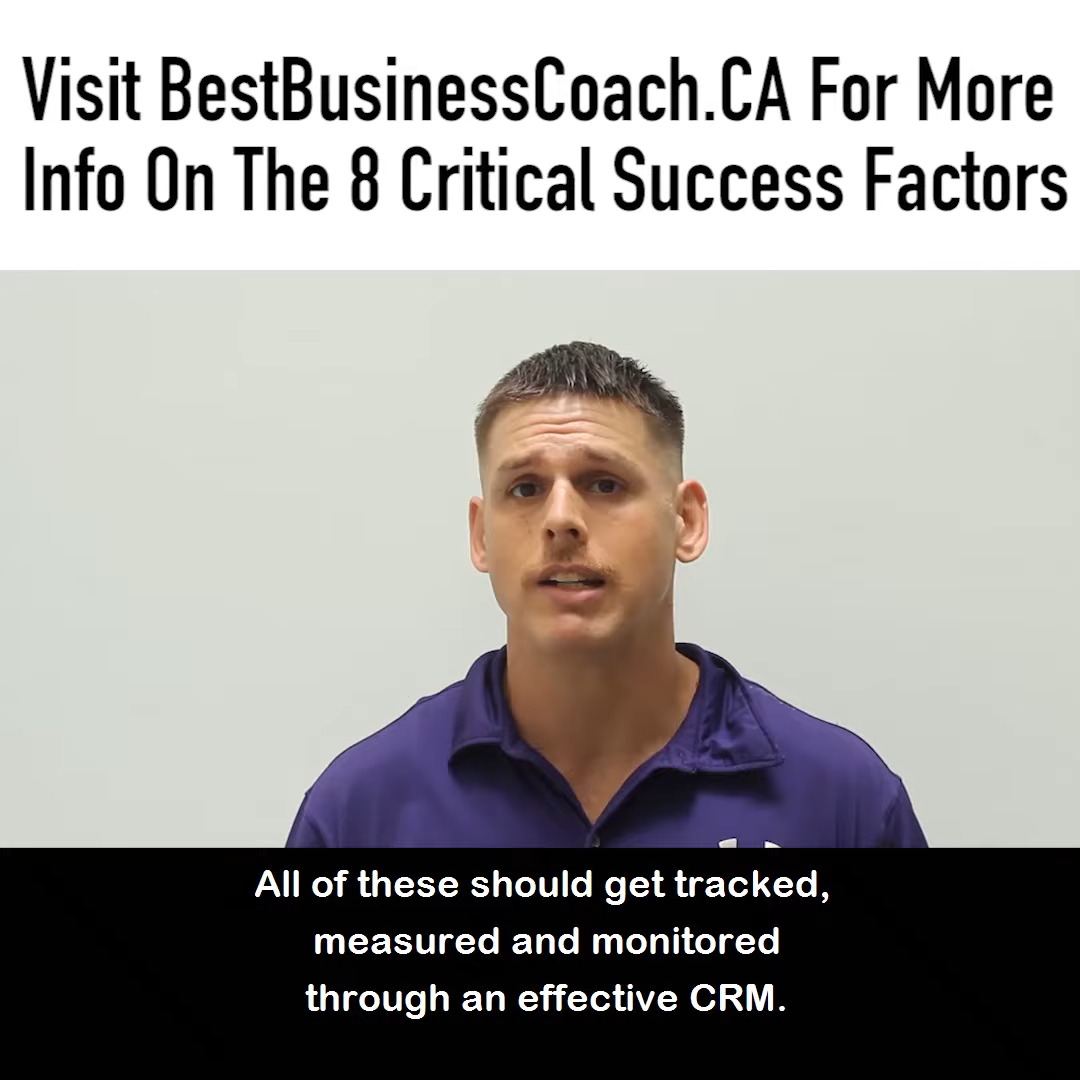 Visit BestBusinessCoach.CA For More
Info On The 8 Critical Success Factors
All of these should get tracked,
measured and monitored
through an effective CRM.